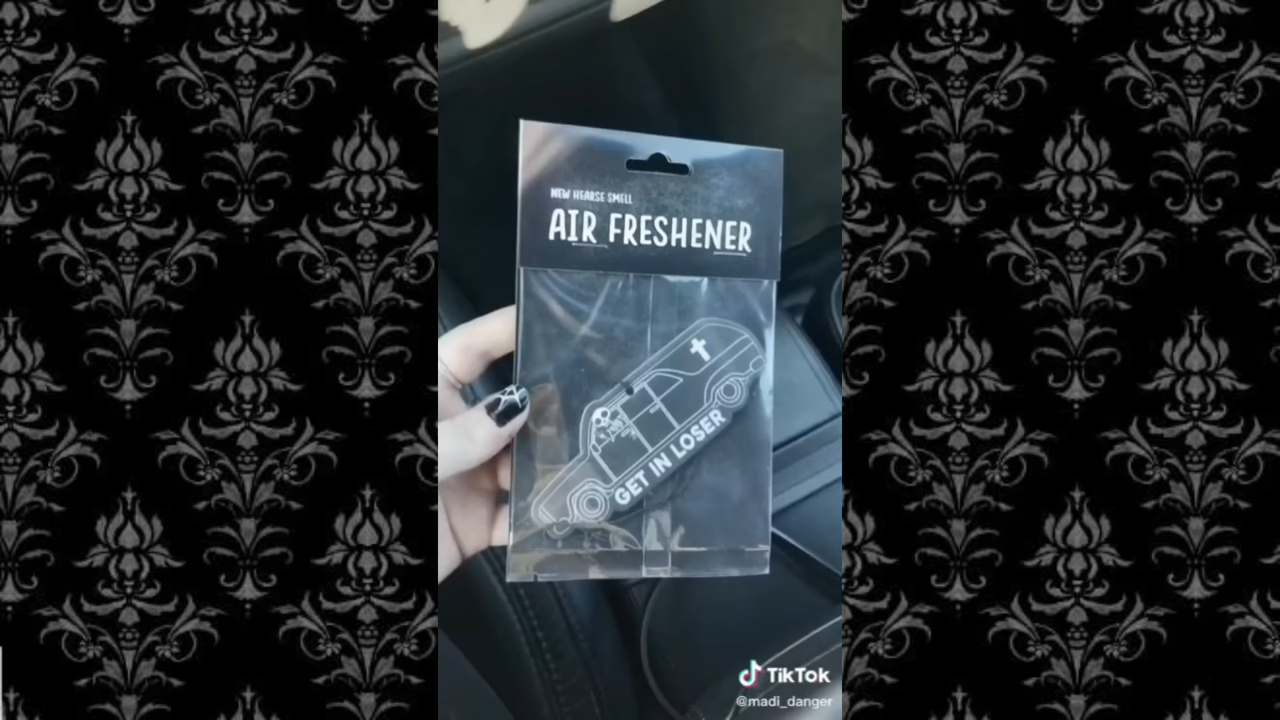 NEW HEARSE SMELL
AIR FRESHENER
GET IN LOSER
TikTok
@madi_danger